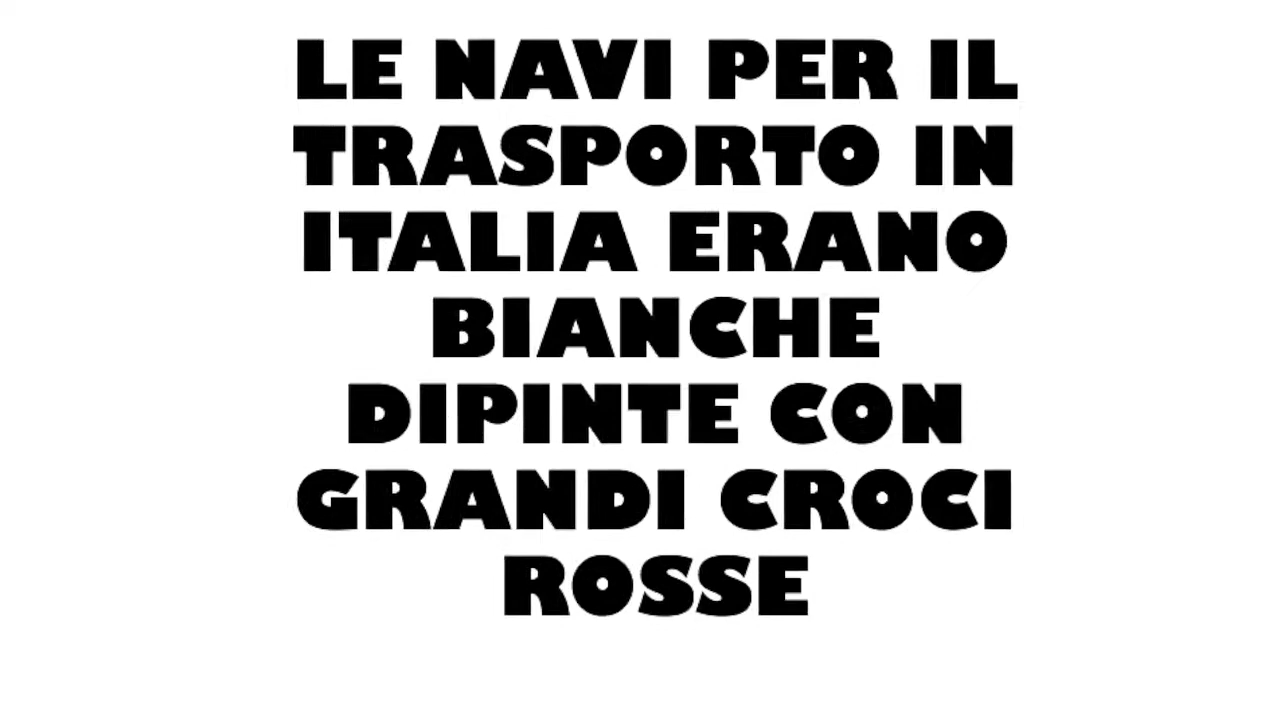 LE NAVI PER IL
TRASPORTO IN
ITALIA ERANO
BIANCHE
DIPINTE CON
GRANDI CROCI
ROSSE